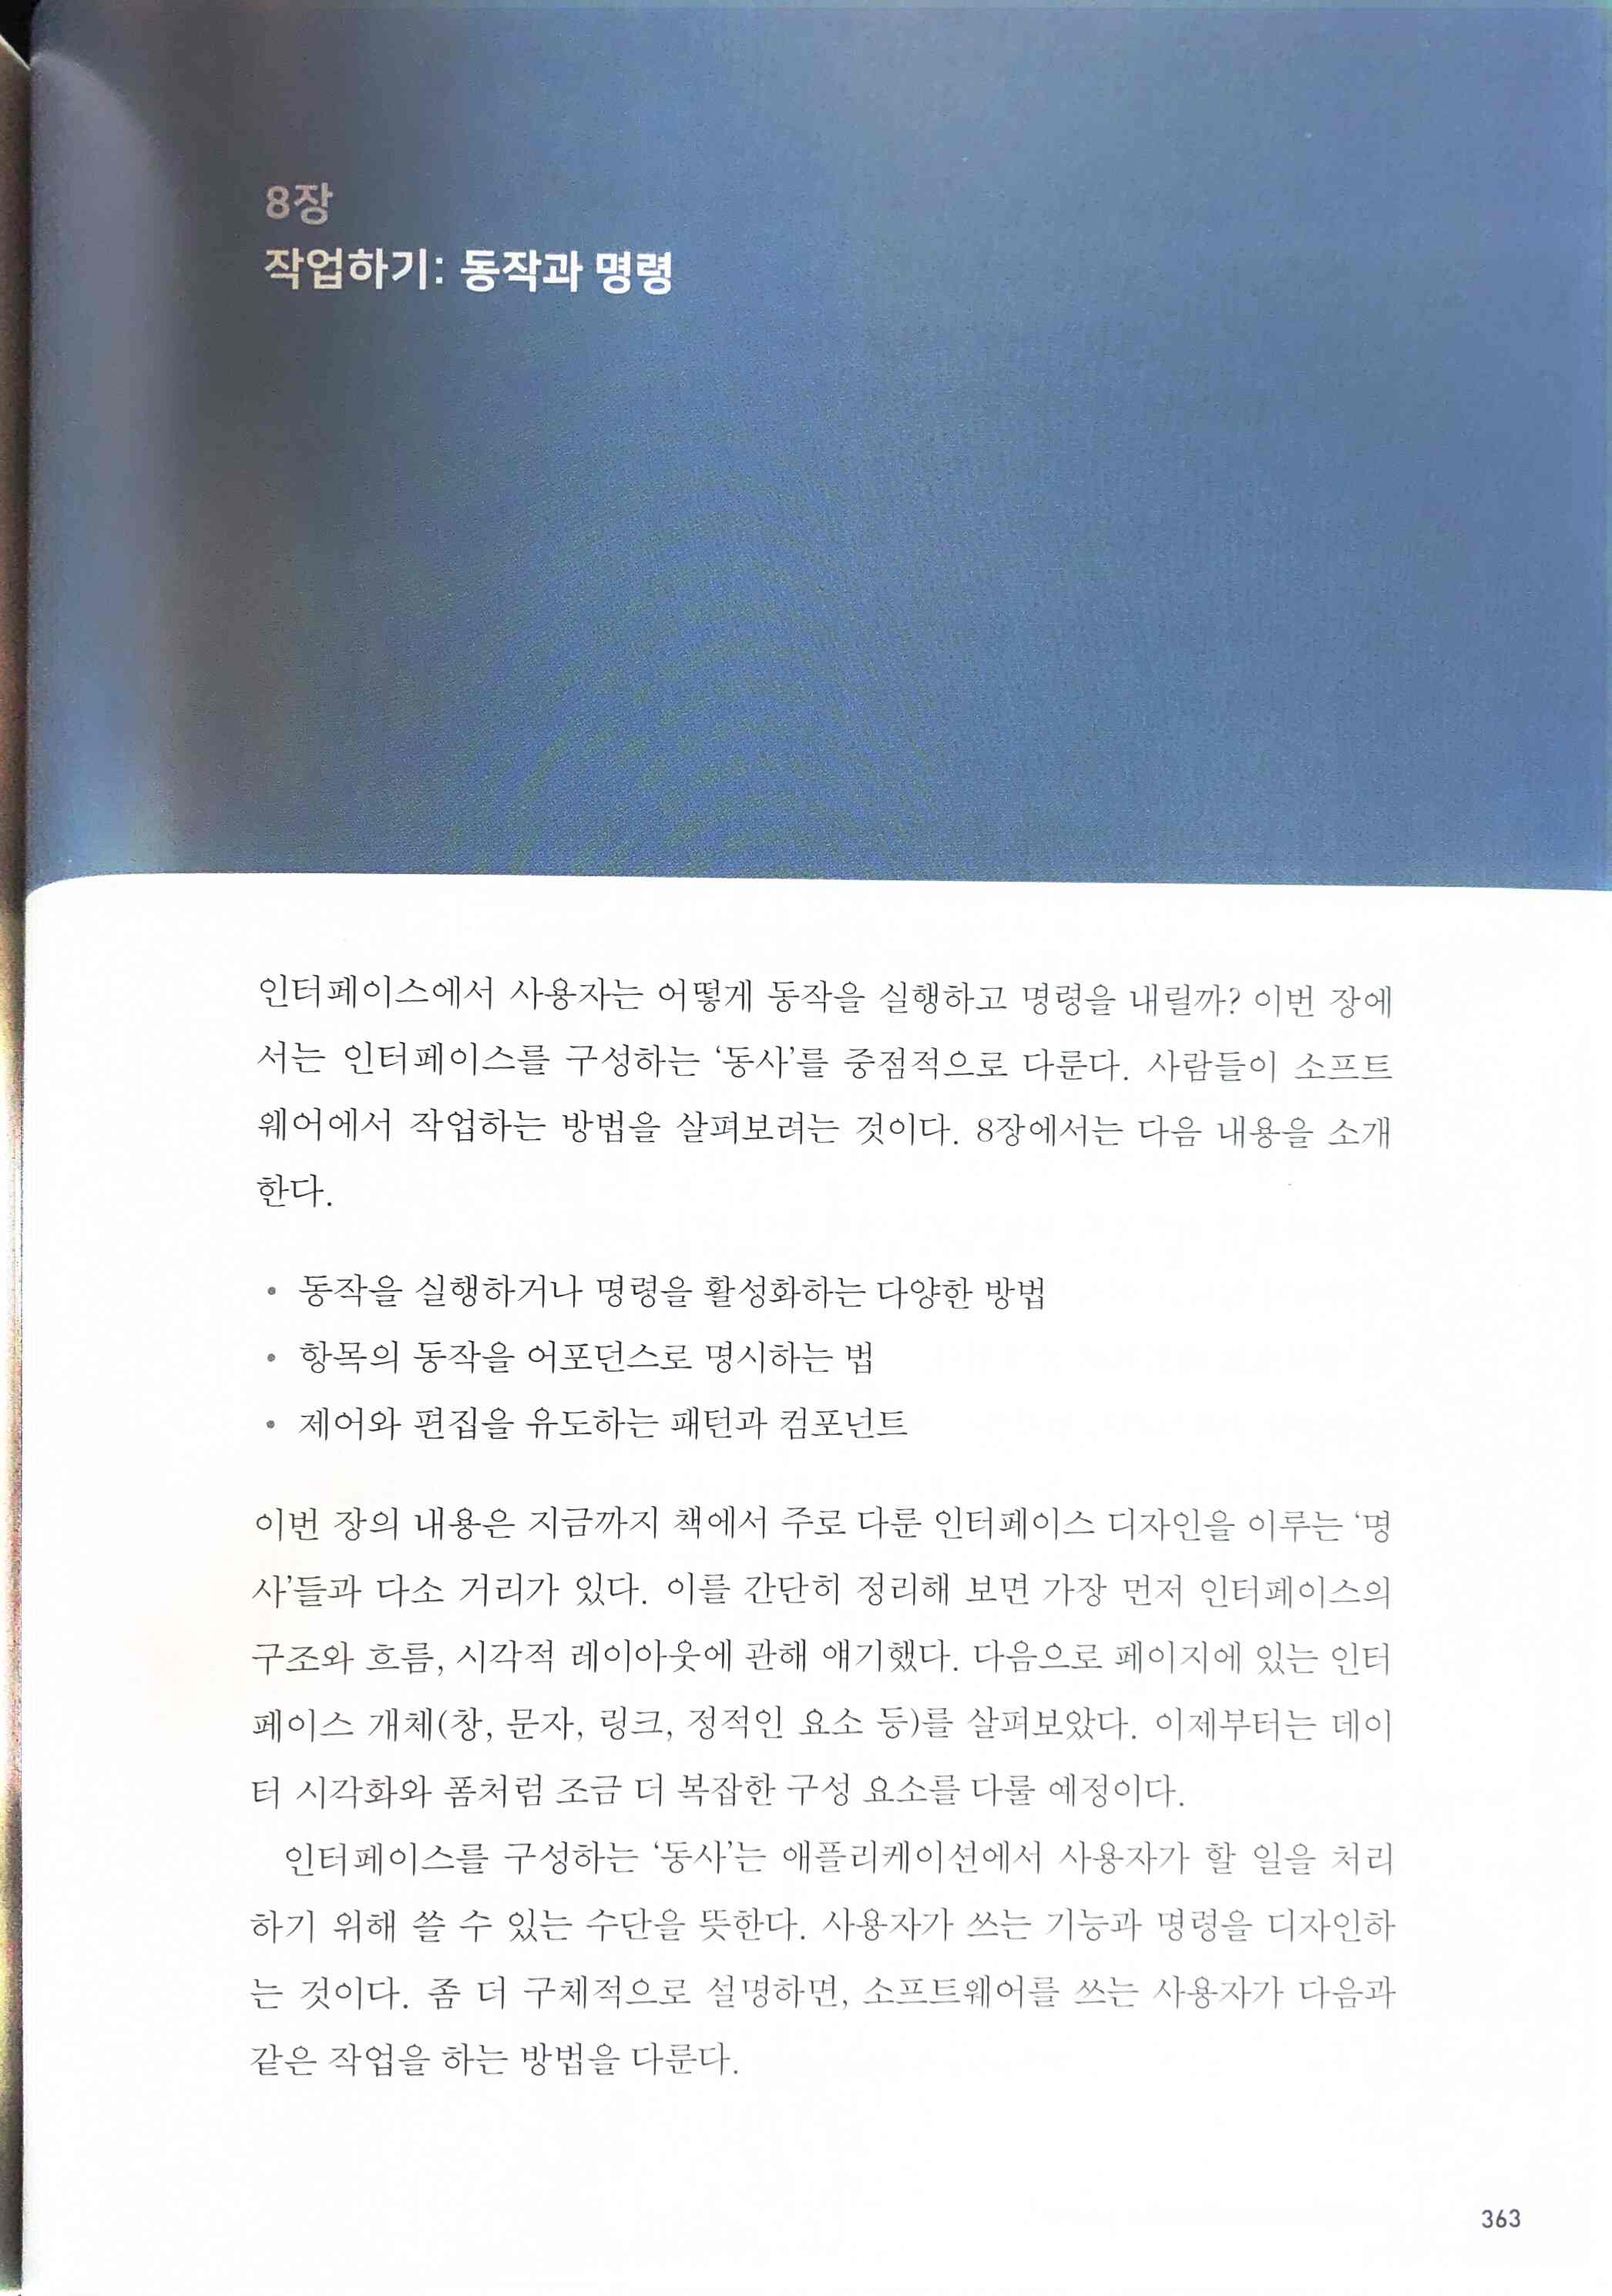 8장
작업하기: 동작과 명령
인터페이스에서 사용자는 어떻게 동작을 실행하고 명령을 내릴까? 이번 장에
서는 인터페이스를 구성하는 ‘동사’를 중점적으로 다룬다. 사람들이 소프트
웨어에서 작업하는 방법을 살펴보려는 것이다. 8장에서는 다음 내용을 소개
한다.
• 동작을 실행하거나 명령을 활성화하는 다양한 방법
• 항목의 동작을 어포던스로 명시하는 법
• 제어와 편집을 유도하는 패턴과 컴포넌트
이번 장의 내용은 지금까지 책에서 주로 다룬 인터페이스 디자인을 이루는 ‘명
사’들과 다소 거리가 있다. 이를 간단히 정리해 보면 가장 먼저 인터페이스의
구조와 흐름, 시각적 레이아웃에 관해 얘기했다. 다음으로 페이지에 있는 인터
페이스 개체(창, 문자, 링크, 정적인 요소 등)를 살펴보았다. 이제부터는 데이
터 시각화와 폼처럼 조금 더 복잡한 구성 요소를 다룰 예정이다.
인터페이스를 구성하는 ‘동사’는 애플리케이션에서 사용자가 할 일을 처리
하기 위해 쓸 수 있는 수단을 뜻한다. 사용자가 쓰는 기능과 명령을 디자인하
는 것이다. 좀 더 구체적으로 설명하면, 소프트웨어를 쓰는 사용자가 다음과
같은 작업을 하는 방법을 다룬다.
363